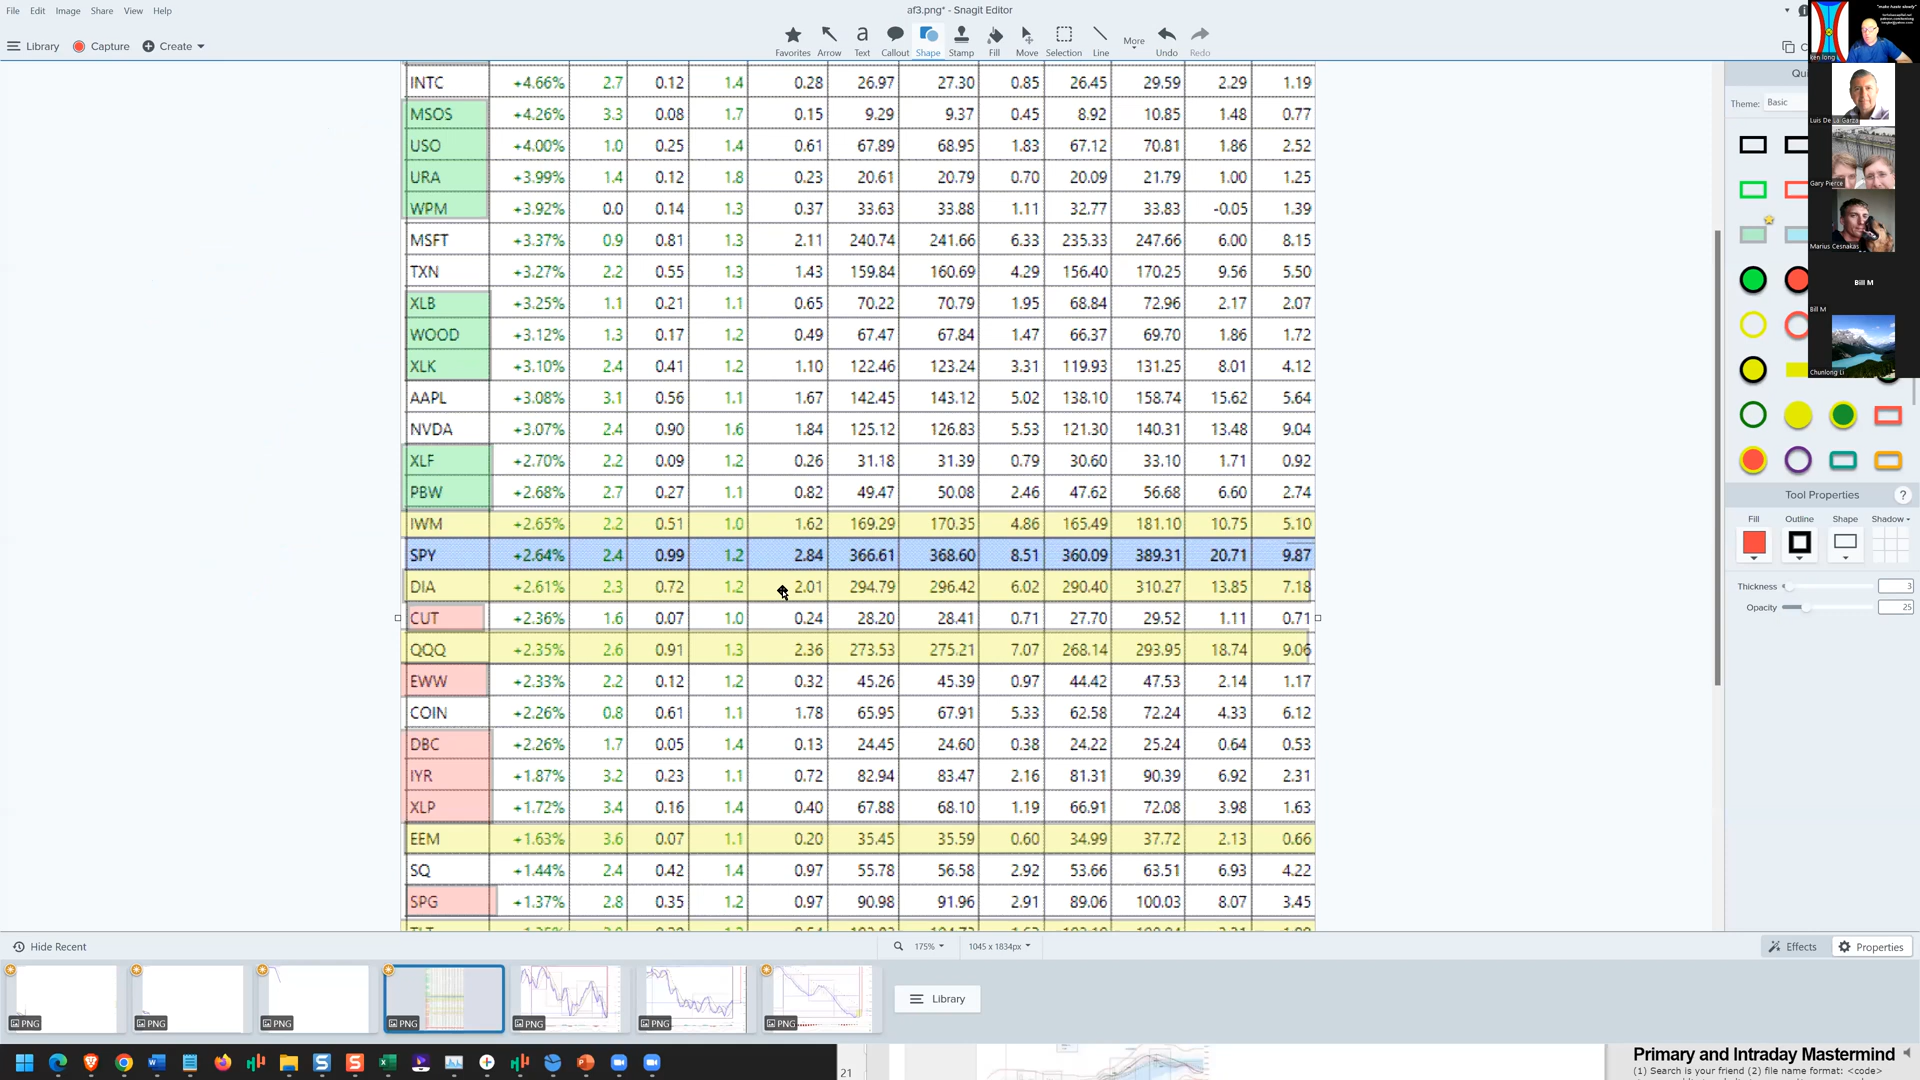 File Edit Image Share View Help
af3.png* - Snagit Editor
Library Capture Create
Favorites Arrow Text Callout Shape Stamp Fill Move Selection Line More Undo Redo
INTC +4.66% 2.7 0.12 1.4 0.28 26.97 27.30 0.85 26.45 29.59 2.29 1.19
MSOS +4.26% 3.3 0.08 1.7 0.15 9.29 9.37 0.45 8.92 10.85 1.48 0.77
USO +4.00% 1.0 0.25 1.4 0.61 67.89 68.95 1.83 67.12 70.81 1.86 2.52
URA +3.99% 1.4 0.12 1.8 0.23 20.61 20.79 0.70 20.09 21.79 1.00 1.25
WPM +3.92% 0.0 0.14 1.3 0.37 33.63 33.88 1.11 32.77 33.83 -0.05 1.39
MSFT +3.37% 0.9 0.81 1.3 2.11 240.74 241.66 6.33 235.33 247.66 6.00 8.15
TXN +3.27% 2.2 0.55 1.3 1.43 159.84 160.69 4.29 156.40 170.25 9.56 5.50
XLB +3.25% 1.1 0.21 1.1 0.65 70.22 70.79 1.95 68.84 72.96 2.17 2.07
WOOD +3.12% 1.3 0.17 1.2 0.49 67.47 67.84 1.47 66.37 69.70 1.86 1.72
XLK +3.10% 2.4 0.41 1.2 1.10 122.46 123.24 3.31 119.93 131.25 8.01 4.12
AAPL +3.08% 3.1 0.56 1.1 1.67 142.45 143.12 5.02 138.10 158.74 15.62 5.64
NVDA +3.07% 2.4 0.90 1.6 1.84 125.12 126.83 5.53 121.30 140.31 13.48 9.04
XLF +2.70% 2.2 0.09 1.2 0.26 31.18 31.39 0.79 30.60 33.10 1.71 0.92
PBW +2.68% 2.7 0.27 1.1 0.82 49.47 50.08 2.46 47.62 56.68 6.60 2.74
IWM +2.65% 2.2 0.51 1.0 1.62 169.29 170.35 4.86 165.49 181.10 10.75 5.10
SPY +2.64% 2.4 0.99 1.2 2.84 366.61 368.60 8.51 360.09 389.31 20.71 9.87
DIA +2.61% 2.3 0.72 1.2 2.01 294.79 296.42 6.02 290.40 310.27 13.85 7.18
CUT +2.36% 1.6 0.07 1.0 0.24 28.20 28.41 0.71 27.70 29.52 1.11 0.71
QQQ +2.35% 2.6 0.91 1.3 2.36 273.53 275.21 7.07 268.14 293.95 18.74 9.06
EWW +2.33% 2.2 0.12 1.2 0.32 45.26 45.39 0.97 44.42 47.53 2.14 1.17
COIN +2.26% 0.8 0.61 1.1 1.78 65.95 67.91 5.33 62.58 72.24 4.33 6.12
DBC +2.26% 1.7 0.05 1.4 0.13 24.45 24.60 0.38 24.22 25.24 0.64 0.53
IYR +1.87% 3.2 0.23 1.1 0.72 82.94 83.47 2.16 81.31 90.39 6.92 2.31
XLP +1.72% 3.4 0.16 1.4 0.40 67.88 68.10 1.19 66.91 72.08 3.98 1.63
EEM +1.63% 3.6 0.07 1.1 0.20 35.45 35.59 0.60 34.99 37.72 2.13 0.66
SQ +1.44% 2.4 0.42 1.4 0.97 55.78 56.58 2.92 53.66 63.51 6.93 4.22
SPG +1.37% 2.8 0.35 1.2 0.97 90.98 91.96 2.91 89.06 100.03 8.07 3.45
"make haste slowly"
ken long
Luis De La Garza
Gary Pierce
Marius Cesnakas
Bill M
Bill M
Chunlong Li
Theme: Basic
Tool Properties ?
Fill Outline Shape Shadow
Thickness 3
Opacity 25
Hide Recent 175% 1045 x 1834px Effects Properties
PNG PNG PNG PNG PNG PNG PNG
Library
21
Primary and Intraday Mastermind
(1) Search is your friend (2) file name format: <code>